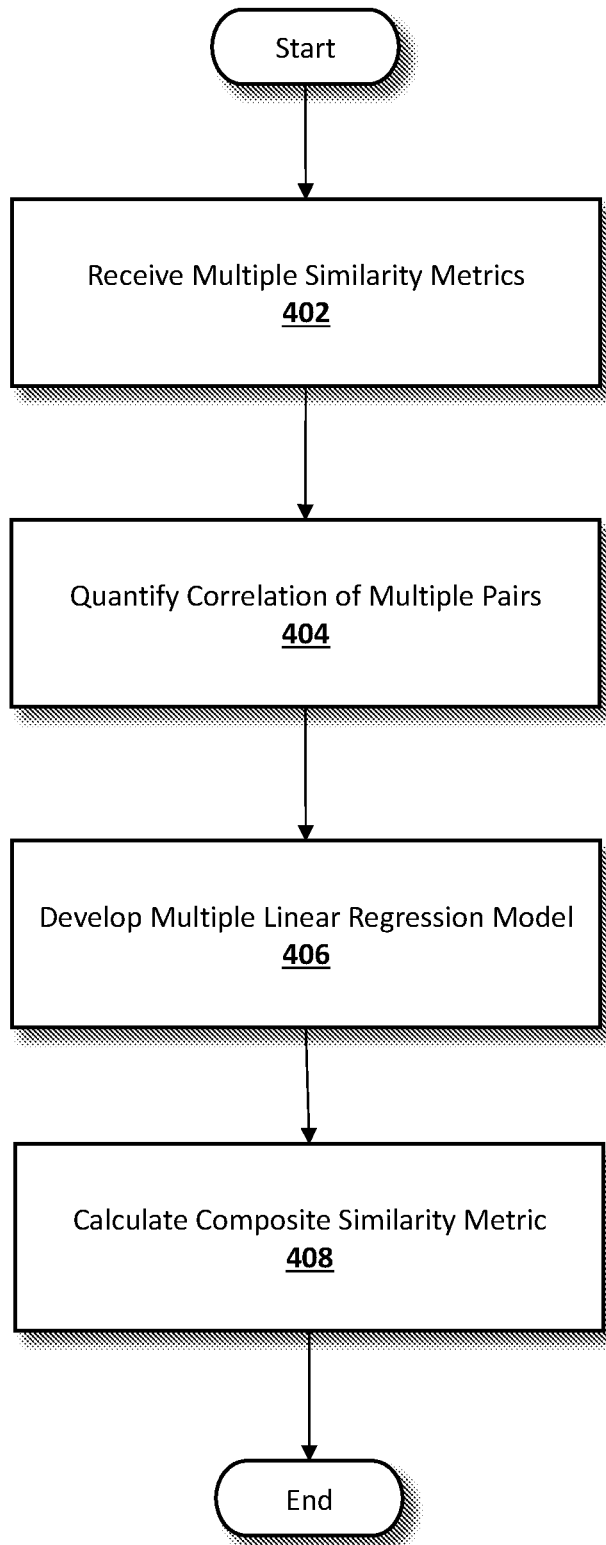 Start
Receive Multiple Similarity Metrics
402
Quantify Correlation of Multiple Pairs
404
Develop Multiple Linear Regression Model
406
Calculate Composite Similarity Metric
408
End